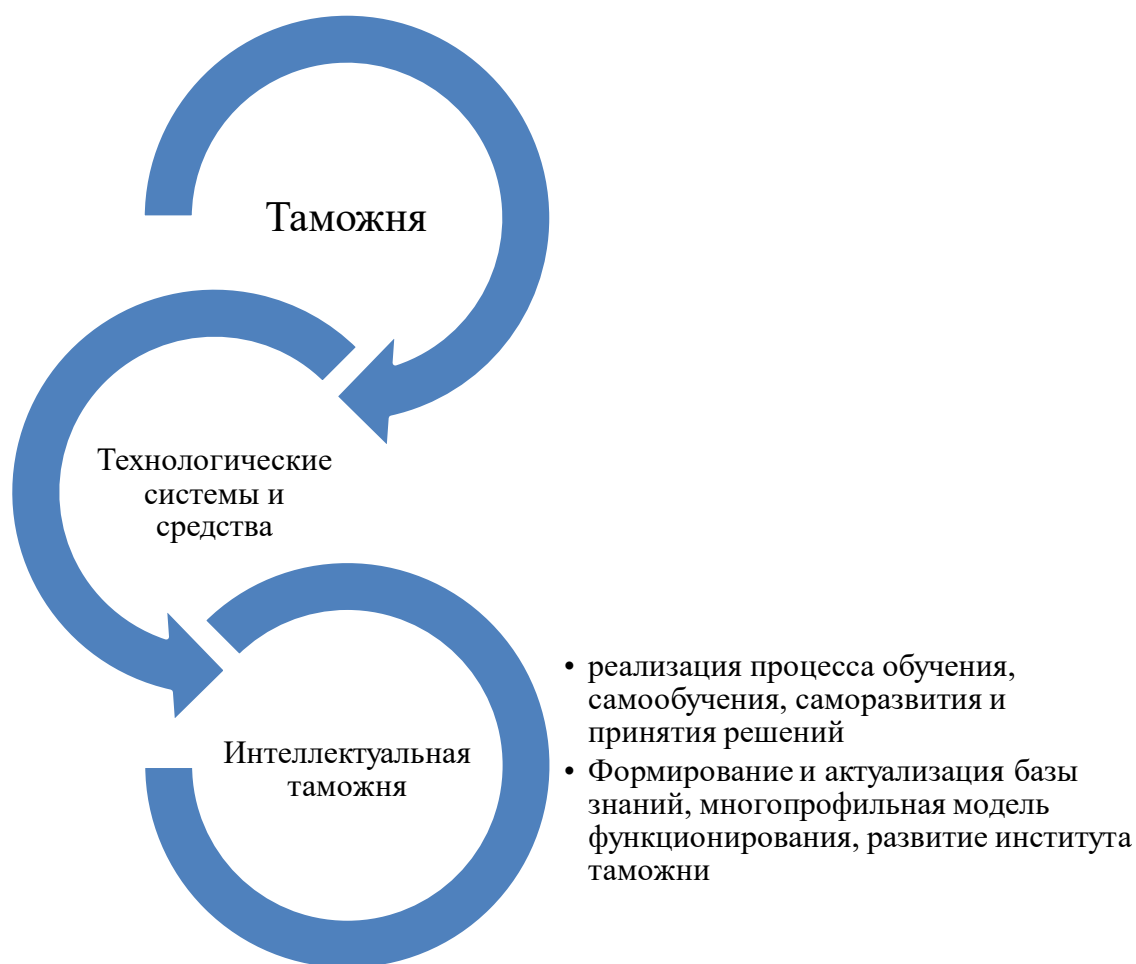 Таможня
Технологические
системы и
средства
Интеллектуальная
таможня
• реализация процесса обучения,
самообучения, саморазвития и
принятия решений
• Формирование и актуализация базы
знаний, многопрофильная модель
функционирования, развитие института
таможни